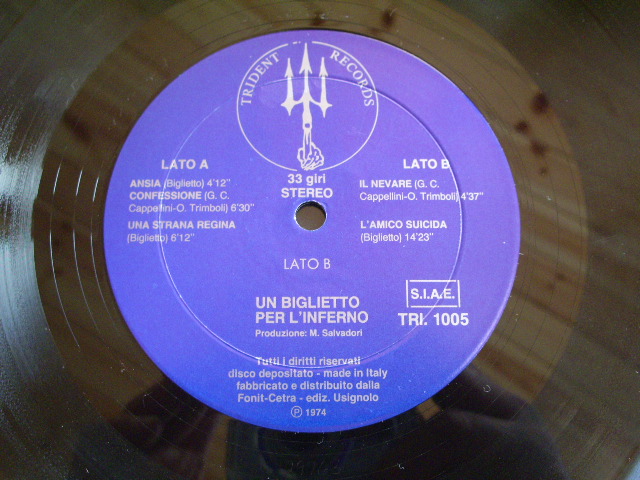 TRIDENT RECORDS
33 giri
STEREO
LATO A
ANSIA (Biglietto) 4'12"
CONFESSIONE (G. C.
Cappellini-O. Trimboli) 6'30"
UNA STRANA REGINA
(Biglietto) 6'12"
LATO B
IL NEVARE (G. C.
Cappellini-O. Trimboli) 4'37"
L'AMICO SUICIDA
(Biglietto) 14'23"
LATO B
UN BIGLIETTO
PER L'INFERNO
Produzione: M. Salvadori
S.I.A.E.
TRI. 1005
Tutti i diritti riservati
disco depositato - made in Italy
fabbricato e distribuito dalla
Fonit-Cetra - ediz. Usignolo
Ⓟ 1974